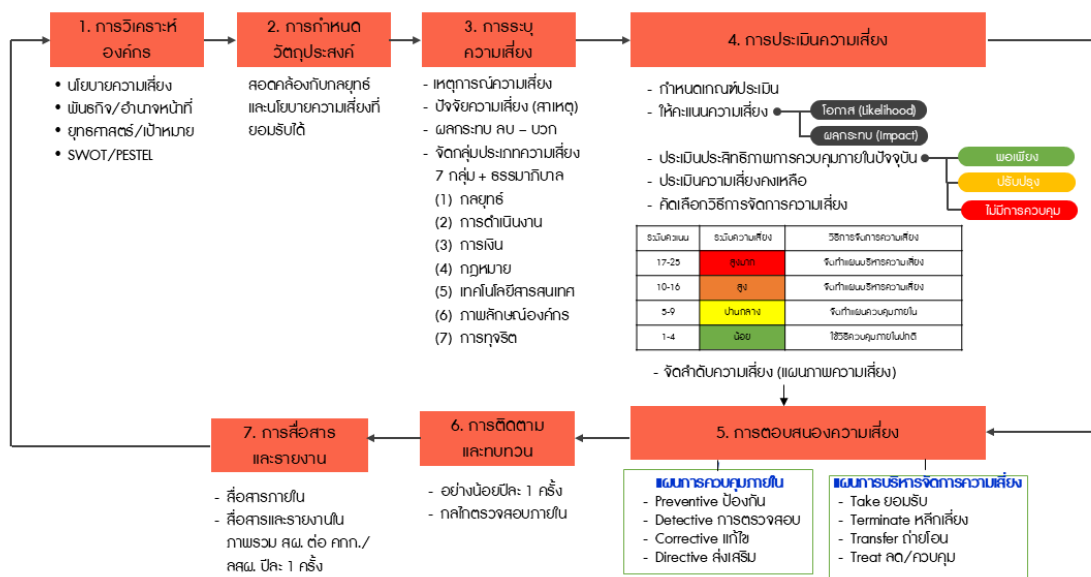 1. การวิเคราะห์
องค์กร
• นโยบายความเสี่ยง
• พันธกิจ/อำนาจหน้าที่
• ยุทธศาสตร์/เป้าหมาย
• SWOT/PESTEL
2. การกำหนด
วัตถุประสงค์
สอดคล้องกับกลยุทธ์
และนโยบายความเสี่ยงที่
ยอมรับได้
3. การระบุ
ความเสี่ยง
- เหตุการณ์ความเสี่ยง
- ปัจจัยความเสี่ยง (สาเหตุ)
- ผลกระทบ ลบ – บวก
- จัดกลุ่มประเภทความเสี่ยง
7 กลุ่ม + ธรรมาภิบาล
(1) กลยุทธ์
(2) การดำเนินงาน
(3) การเงิน
(4) กฎหมาย
(5) เทคโนโลยีสารสนเทศ
(6) ภาพลักษณ์องค์กร
(7) การทุจริต
4. การประเมินความเสี่ยง
- กำหนดเกณฑ์ประเมิน
- ให้คะแนนความเสี่ยง
โอกาส (Likelihood)
ผลกระทบ (Impact)
- ประเมินประสิทธิภาพการควบคุมภายในปัจจุบัน
พอเพียง
ปรับปรุง
ไม่มีการควบคุม
- ประเมินความเสี่ยงคงเหลือ
- คัดเลือกวิธีการจัดการความเสี่ยง
ระดับคะแนน ระดับความเสี่ยง วิธีการจัดการความเสี่ยง
17-25 สูงมาก จัดทำแผนบริหารความเสี่ยง
10-16 สูง จัดทำแผนบริหารความเสี่ยง
5-9 ปานกลาง จัดทำแผนควบคุมภายใน
1-4 น้อย ใช้วิธีควบคุมภายในปกติ
- จัดลำดับความเสี่ยง (แผนภาพความเสี่ยง)
5. การตอบสนองความเสี่ยง
แผนการควบคุมภายใน
- Preventive ป้องกัน
- Detective การตรวจสอบ
- Corrective แก้ไข
- Directive ส่งเสริม
แผนการบริหารจัดการความเสี่ยง
- Take ยอมรับ
- Terminate หลีกเลี่ยง
- Transfer ถ่ายโอน
- Treat ลด/ควบคุม
6. การติดตาม
และทบทวน
- อย่างน้อยปีละ 1 ครั้ง
- กลไกตรวจสอบภายใน
7. การสื่อสาร
และรายงาน
- สื่อสารภายใน
- สื่อสารและรายงานใน
ภาพรวม สผ. ต่อ คกก./
ลสผ. ปีละ 1 ครั้ง